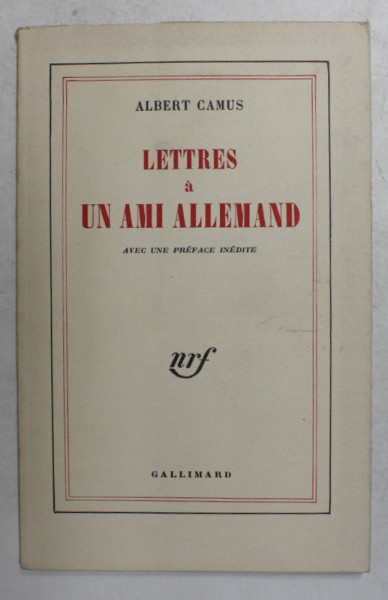 ALBERT CAMUS
LETTRES
à
UN AMI ALLEMAND
AVEC UNE PRÉFACE INÉDITE
nrf
GALLIMARD